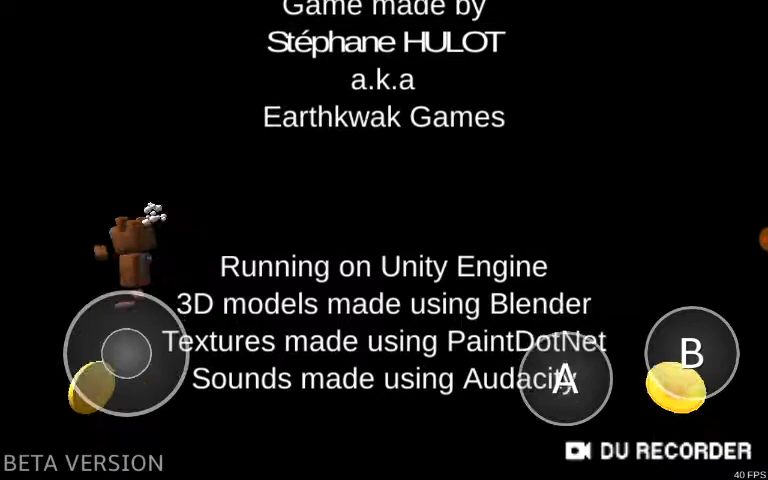 Game made by
Stéphane HULOT
a.k.a
Earthkwak Games
Running on Unity Engine
3D models made using Blender
Textures made using PaintDotNet
Sounds made using Audacity
A
B
DU RECORDER
BETA VERSION
40 FPS